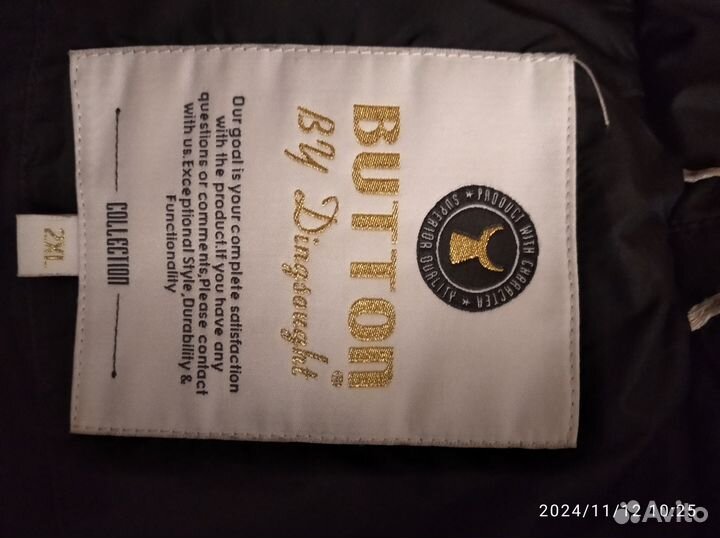 PRODUCT WITH CHARACTER
SUPERIOR QUALITY
BUTTON
BY Dingsaught
Our goal is your complete satisfaction
with the product.If you have any
questions or comments,Please contact
with us.Exceptional Style,Durability &
Functionality
COLLECTION
2XL
2024/11/12 10:25
Avito